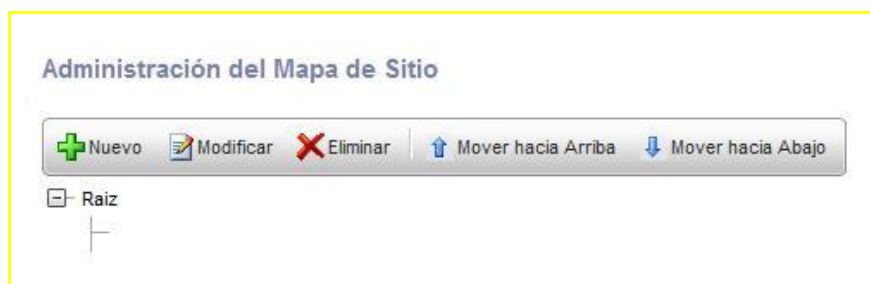 Administración del Mapa de Sitio
Nuevo Modificar Eliminar Mover hacia Arriba Mover hacia Abajo
Raiz